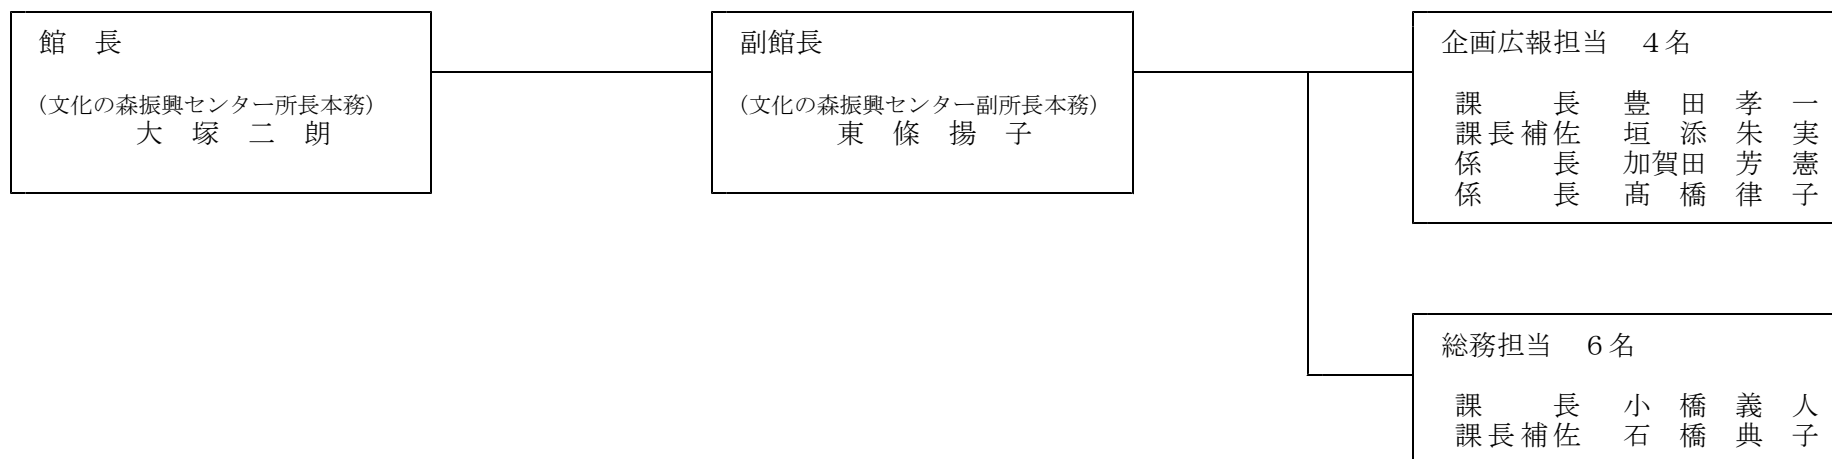 館　長
（文化の森振興センター所長本務）
大　塚　二　朗
副館長
（文化の森振興センター副所長本務）
東　條　揚　子
企画広報担当　４名
課　　　長　豊　田　孝　一
課長補佐　垣　添　朱　実
係　　　長　加賀田　芳　憲
係　　　長　髙　橋　律　子
総務担当　６名
課　　　長　小　橋　義　人
課長補佐　石　橋　典　子